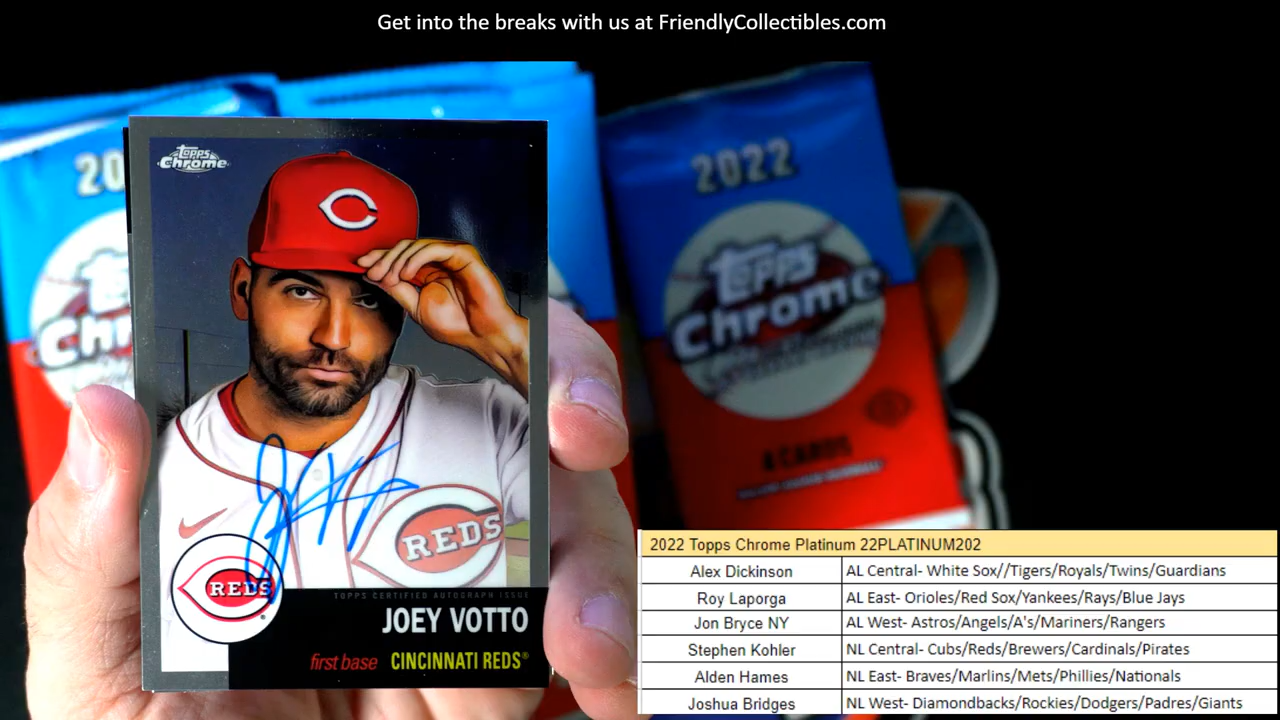 Get into the breaks with us at FriendlyCollectibles.com
20
Chro
Topps
Chrome
2022
Topps
Chrome
4 CARDS
REDS
REDS
TOPPS CERTIFIED AUTOGRAPH ISSUE
JOEY VOTTO
first base CINCINNATI REDS®
2022 Topps Chrome Platinum 22PLATINUM202
Alex Dickinson AL Central- White Sox//Tigers/Royals/Twins/Guardians
Roy Laporga AL East- Orioles/Red Sox/Yankees/Rays/Blue Jays
Jon Bryce NY AL West- Astros/Angels/A's/Mariners/Rangers
Stephen Kohler NL Central- Cubs/Reds/Brewers/Cardinals/Pirates
Alden Hames NL East- Braves/Marlins/Mets/Phillies/Nationals
Joshua Bridges NL West- Diamondbacks/Rockies/Dodgers/Padres/Giants